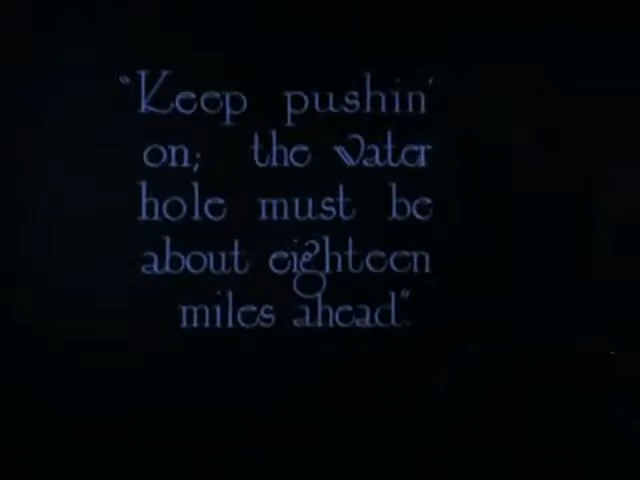 "Keep pushin'
on; the water
hole must be
about eighteen
miles ahead."